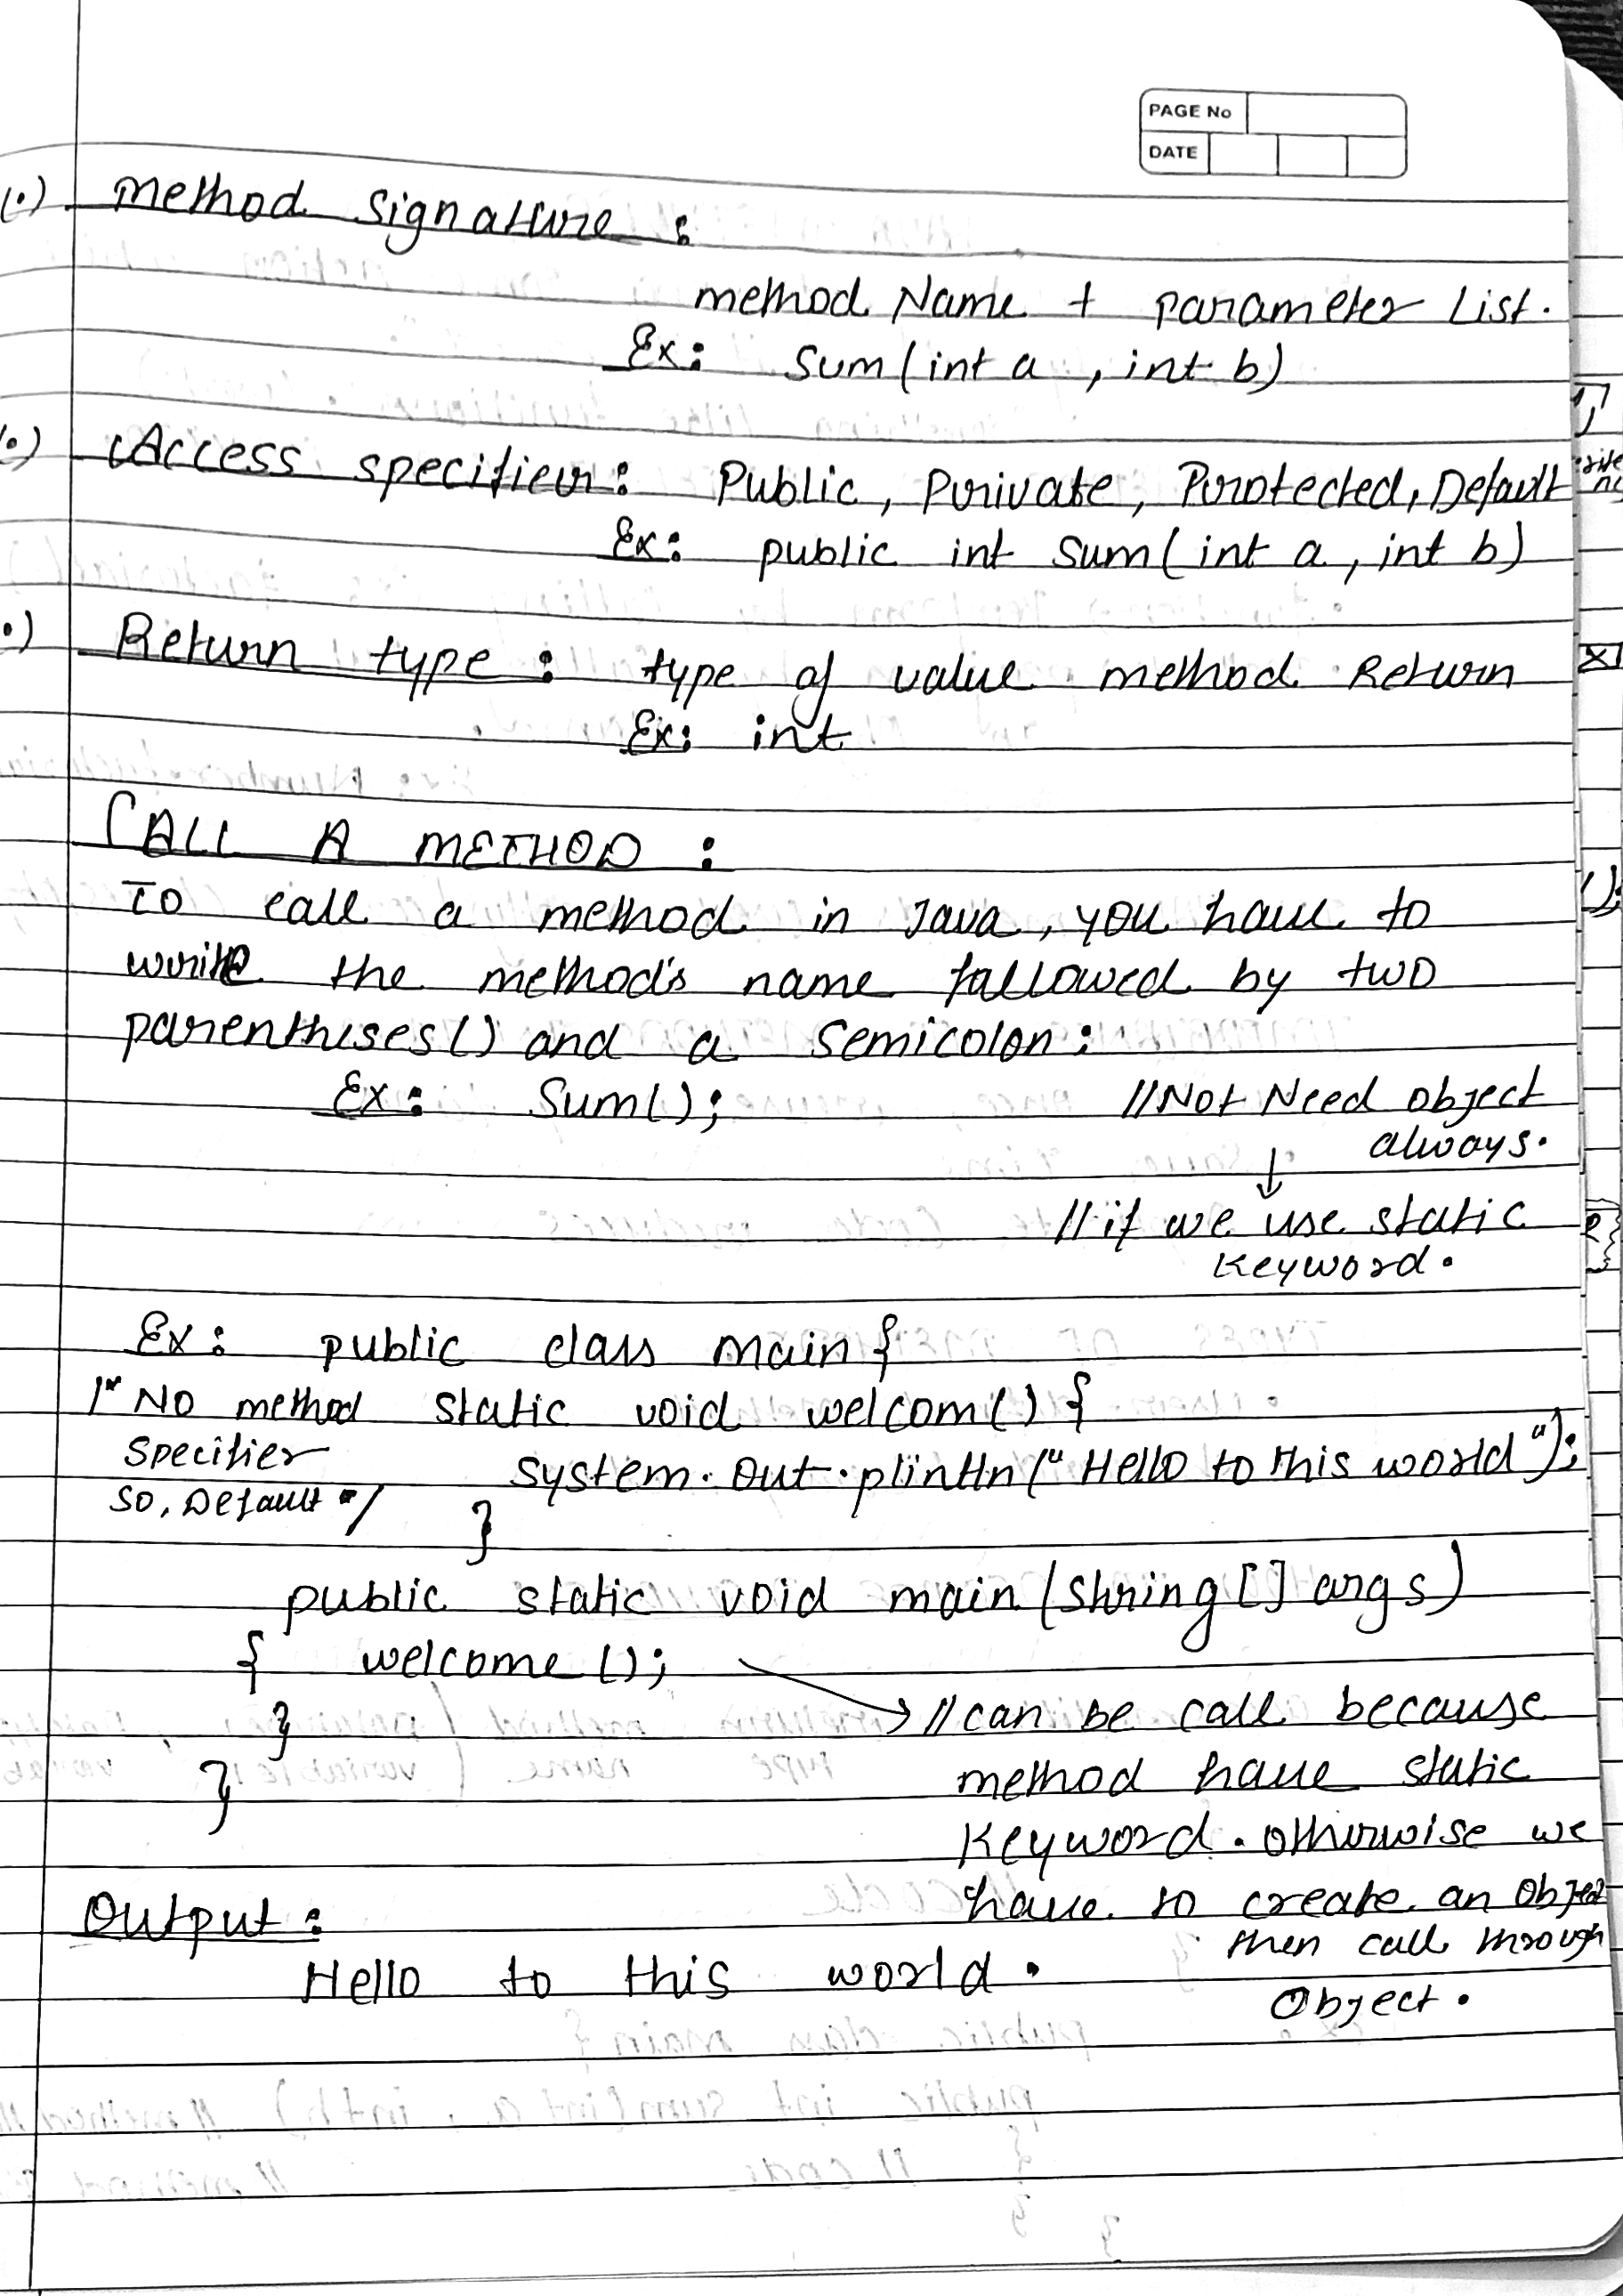 PAGE No
DATE
(•) Method Signature :
method Name + parameter List.
Ex: Sum(int a , int b)
(•) Access specifier: Public, Private, Protected, Default
Ex: public int Sum(int a, int b)
•) Return type : type of value method Return
Ex: int
CALL A METHOD :
To call a method in Java, you have to
write the method's name fallowed by two
parentheses() and a semicolon:
Ex: Sum(); //Not Need object
always.
↓
//if we use static
keyword.
Ex: public class main{
/* No method static void welcom() {
Specifier System.out.println("Hello to this world");
So, Default */ }
public static void main(String[] args)
{ welcome(); → //can be call because
} method have static
} keyword. otherwise we
Output: have to create an object
Hello to this world. then call through
Object.